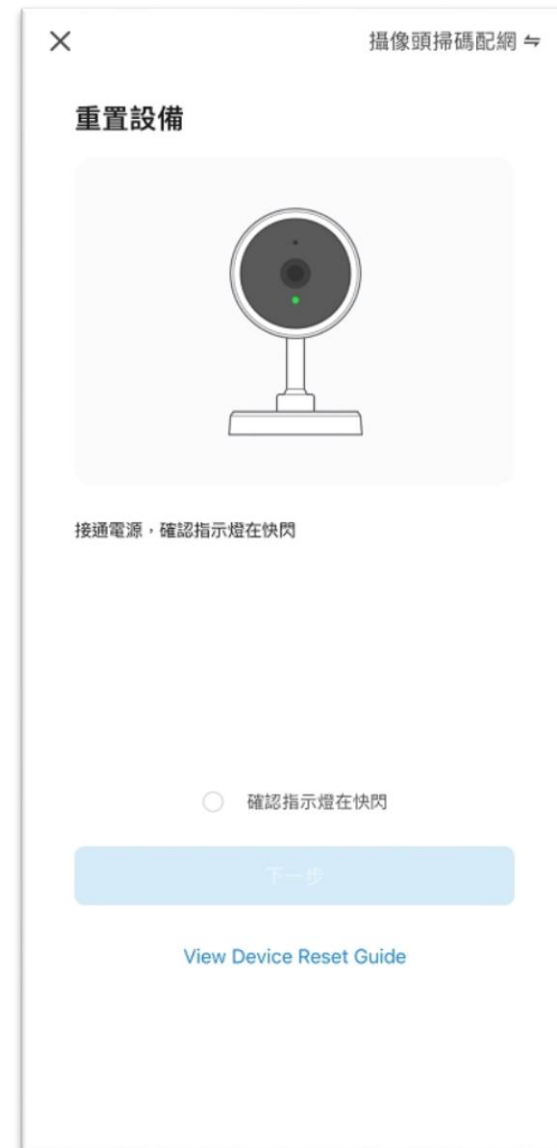 攝像頭掃碼配網 ⇋
重置設備
接通電源，確認指示燈在快閃
確認指示燈在快閃
下一步
View Device Reset Guide